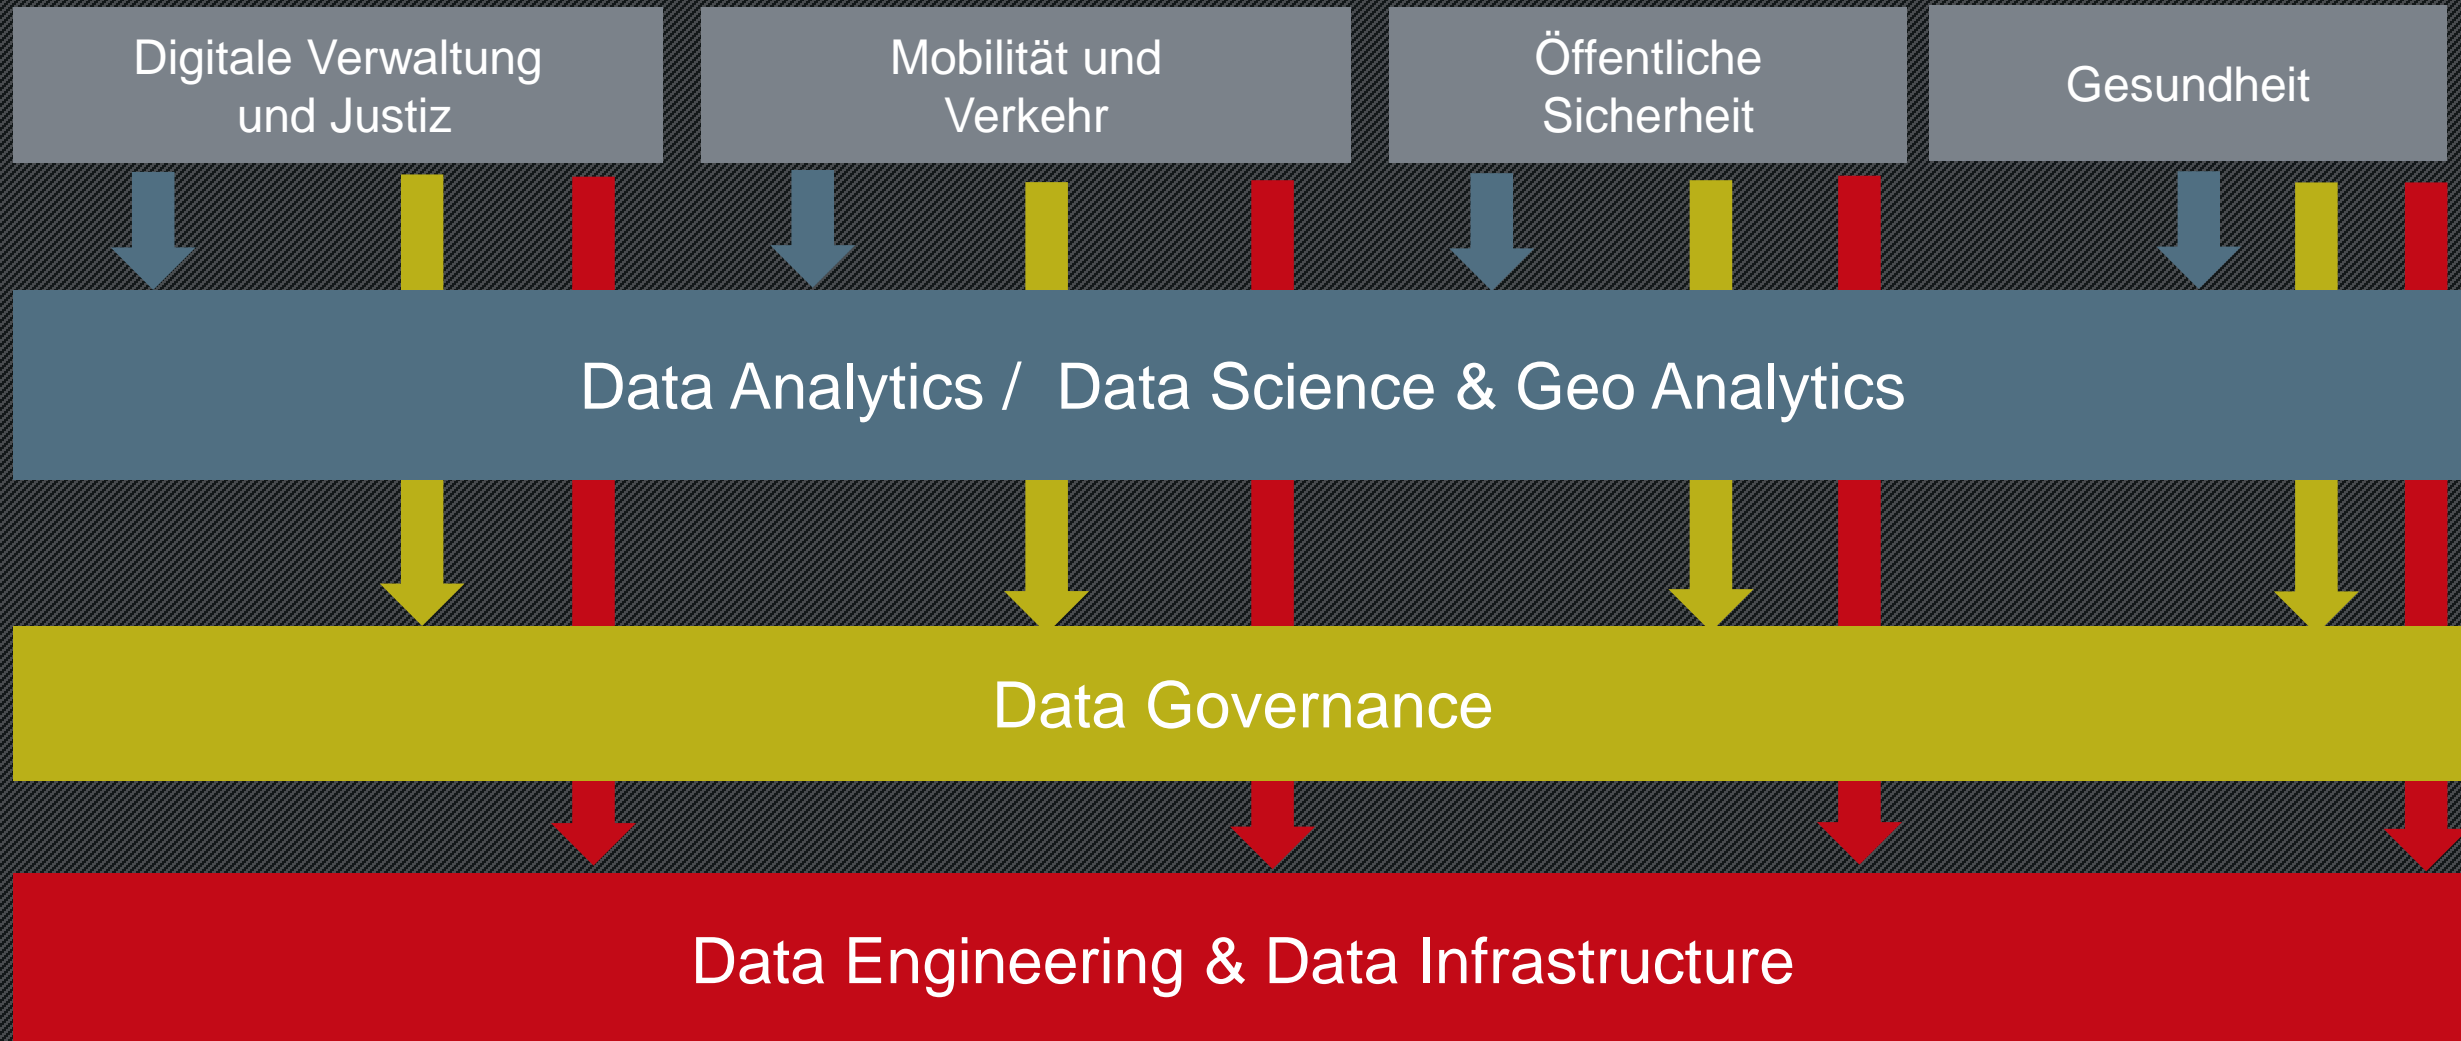 Digitale Verwaltung
und Justiz
Mobilität und
Verkehr
Öffentliche
Sicherheit
Gesundheit
Data Analytics /  Data Science & Geo Analytics
Data Governance
Data Engineering & Data Infrastructure